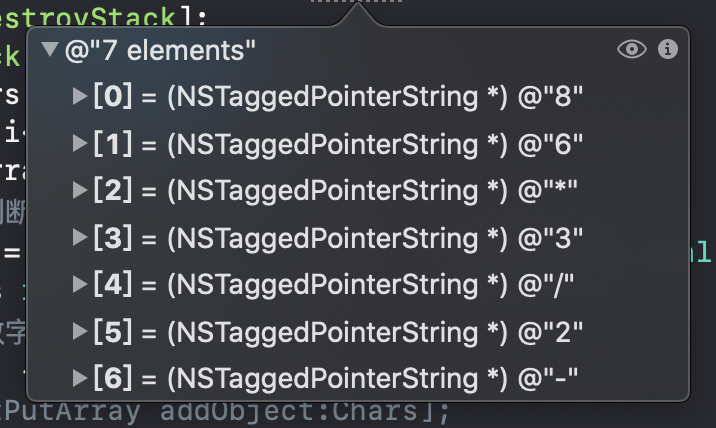 estroyStack];
@"7 elements"
[0] = (NSTaggedPointerString *) @"8"
[1] = (NSTaggedPointerString *) @"6"
[2] = (NSTaggedPointerString *) @"*"
[3] = (NSTaggedPointerString *) @"3"
[4] = (NSTaggedPointerString *) @"/"
[5] = (NSTaggedPointerString *) @"2"
[6] = (NSTaggedPointerString *) @"-"
tPutArray addObject:Chars];